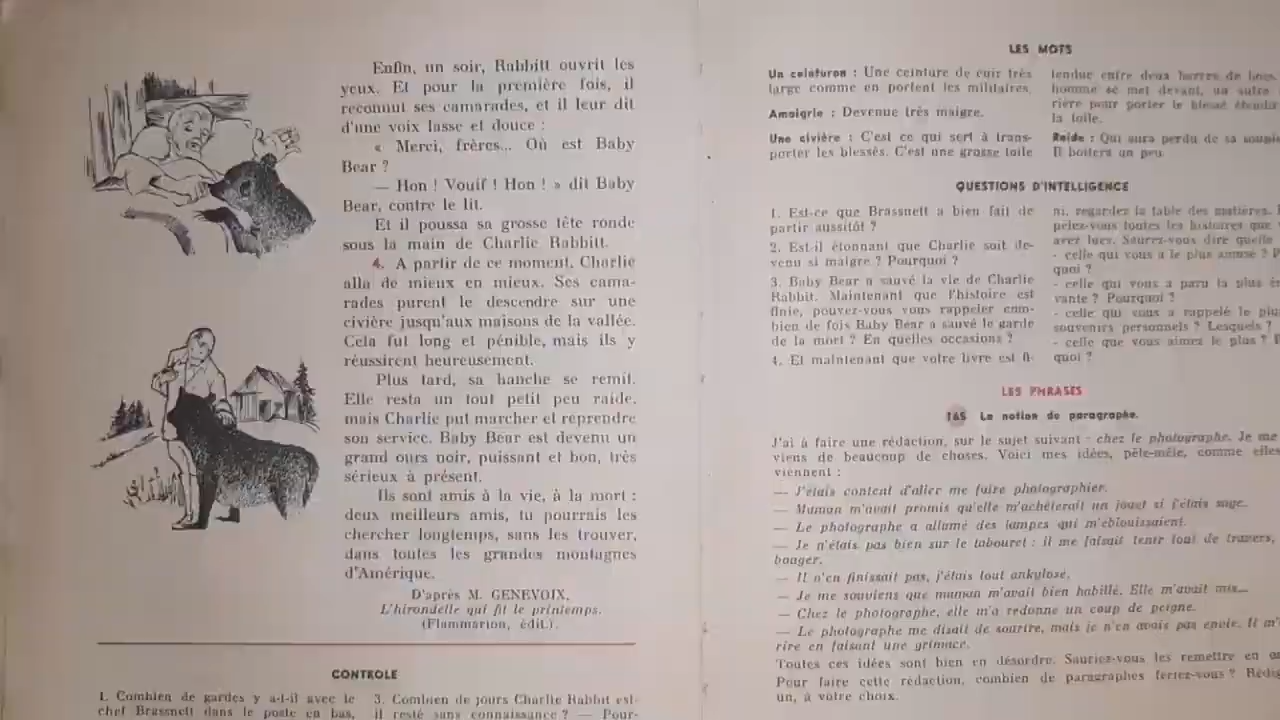 Enfin, un soir, Rabbitt ouvrit les
yeux. Et pour la première fois, il
reconnut ses camarades, et il leur dit
d'une voix lasse et douce :
« Merci, frères... Où est Baby
Bear ?
— Hon ! Vouif ! Hon ! » dit Baby
Bear, contre le lit.
Et il poussa sa grosse tête ronde
sous la main de Charlie Rabbitt.
4. A partir de ce moment, Charlie
alla de mieux en mieux. Ses cama-
rades purent le descendre sur une
civière jusqu'aux maisons de la vallée.
Cela fut long et pénible, mais ils y
réussirent heureusement.
Plus tard, sa hanche se remit.
Elle resta un tout petit peu raide,
mais Charlie put marcher et reprendre
son service. Baby Bear est devenu un
grand ours noir, puissant et bon, très
sérieux à présent.
Ils sont amis à la vie, à la mort :
deux meilleurs amis, tu pourrais les
chercher longtemps, sans les trouver,
dans toutes les grandes montagnes
d'Amérique.
D'après M. GENEVOIX,
L'hirondelle qui fit le printemps.
(Flammarion, édit.).
CONTROLE
1. Combien de gardes y a-t-il avec le
chef Brassnett dans le poste en bas,
3. Combien de jours Charlie Rabbit est-
il resté sans connaissance ? — Pour-
LES MOTS
Un ceinturon : Une ceinture de cuir très
large comme en portent les militaires.
Amaigrie : Devenue très maigre.
Une civière : C'est ce qui sert à trans-
porter les blessés. C'est une grosse toile
tendue entre deux barres de bois,
homme se met devant, un autre
rière pour porter le blessé étendu
la toile.
Raide : Qui aura perdu de sa
Il boitera un peu.
QUESTIONS D'INTELLIGENCE
1. Est-ce que Brassnett a bien fait de
partir aussitôt ?
2. Est-il étonnant que Charlie soit de-
venu si maigre ? Pourquoi ?
3. Baby Bear a sauvé la vie de Charlie
Rabbit. Maintenant que l'histoire est
finie, pouvez-vous vous rappeler com-
bien de fois Baby Bear a sauvé le garde
de la mort ? En quelles occasions ?
4. Et maintenant que votre livre est fi-
ni, regardez la table des matières.
pelez-vous toutes les histoires que
avez lues. Saurez-vous dire quelle
- celle qui vous a le plus amusé ?
quoi ?
- celle qui vous a paru la plus
vante ? Pourquoi ?
- celle qui vous a rappelé le
souvenirs personnels ? Lesquels ?
- celle que vous aimez le plus ?
quoi ?
LES PHRASES
165 La notion de paragraphe.
J'ai à faire une rédaction, sur le sujet suivant : chez le photographe. Je me
viens de beaucoup de choses. Voici mes idées, pêle-mêle, comme elles
viennent :
— J'étais content d'aller me faire photographier.
— Maman m'avait promis qu'elle m'achèterait un jouet si j'étais sage.
— Le photographe a allumé des lampes qui m'éblouissaient.
— Je n'étais pas bien sur le tabouret : il me faisait tenir tout de travers,
bouger.
— Il n'en finissait pas, j'étais tout ankylosé.
— Je me souviens que maman m'avait bien habillé. Elle m'avait mis...
— Chez le photographe, elle m'a redonné un coup de peigne.
— Le photographe me disait de sourire, mais je n'en avais pas envie. Il
rire en faisant une grimace.
Toutes ces idées sont bien en désordre. Sauriez-vous les remettre en
Pour faire cette rédaction, combien de paragraphes feriez-vous ?
un, à votre choix.